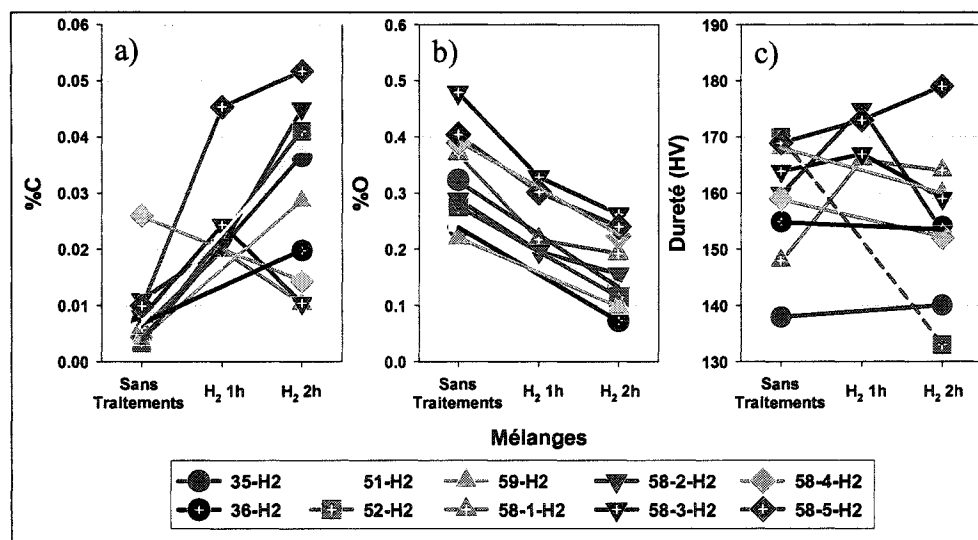 a)
b)
c)
%C
0.06
0.05
0.04
0.03
0.02
0.01
0.00
%O
0.6
0.5
0.4
0.3
0.2
0.1
0.0
Dureté (HV)
190
180
170
160
150
140
130
Sans Traitements
H₂ 1h
H₂ 2h
Sans Traitements
H₂ 1h
H₂ 2h
Sans Traitements
H₂ 1h
H₂ 2h
Mélanges
35-H2 51-H2 59-H2 58-2-H2 58-4-H2
36-H2 52-H2 58-1-H2 58-3-H2 58-5-H2